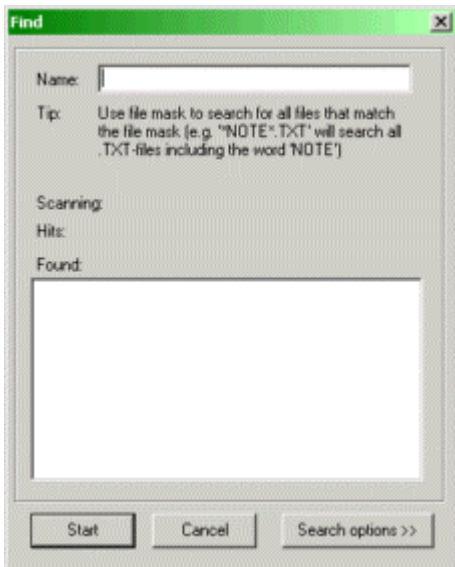 Find
Name:
Tip: Use file mask to search for all files that match
the file mask (e.g. '*NOTE*.TXT' will search all
.TXT-files including the word 'NOTE')
Scanning:
Hits:
Found:
Start Cancel Search options >>